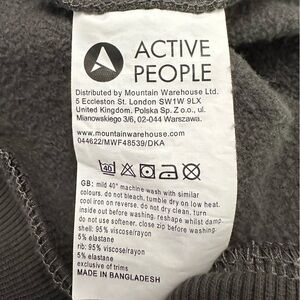 ACTIVE
PEOPLE
Distributed by Mountain Warehouse Ltd.
5 Eccleston St. London SW1W 9LX
United Kingdom. Polska Sp. Z o.o., ul.
Mianowskiego 3/6, 02-044 Warszawa.
www.mountainwarehouse.com
044622/MWF48539/DKA
40
GB: mild 40° machine wash with similar
colours, do not bleach, tumble dry on low heat,
cool iron on reverse. do not dry clean. turn
inside out before washing. reshape whilst damp.
do not use softener. close zip before washing.
shell: 95% viscose/rayon
5% elastane
rib: 95% viscose/rayon
5% elastane
exclusive of trims
MADE IN BANGLADESH